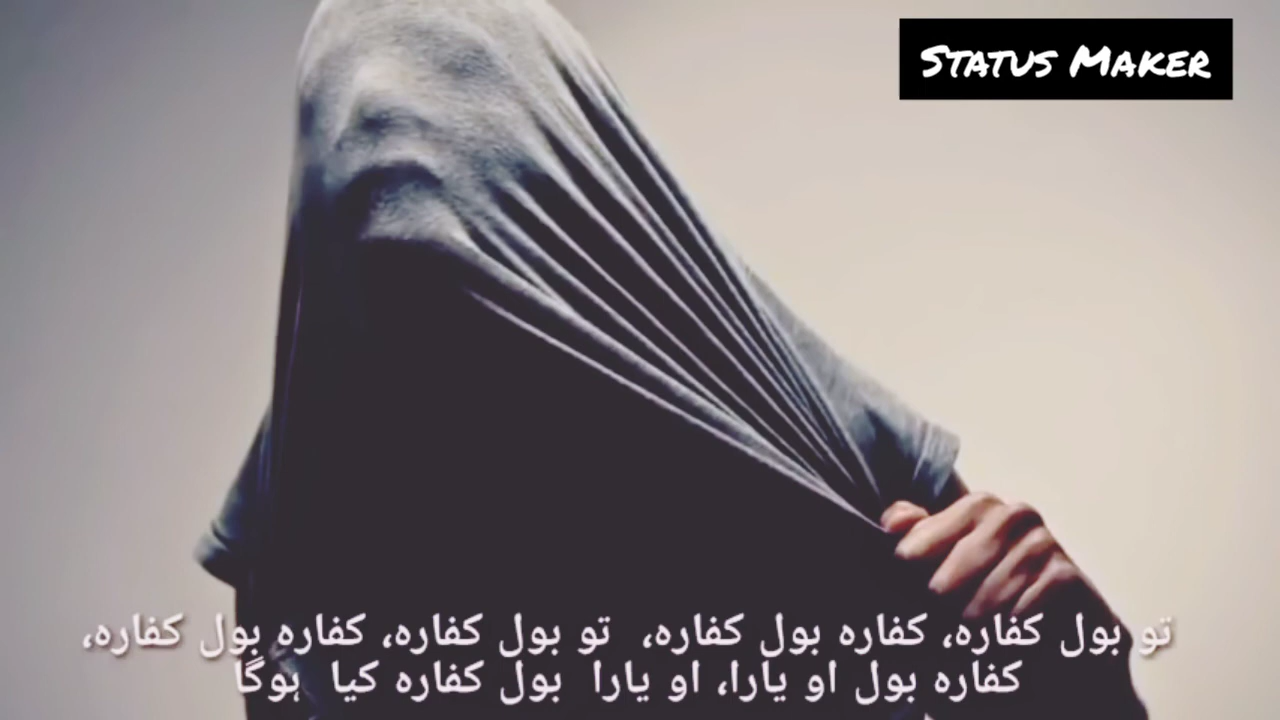 STATUS MAKER
تو بول کفارہ، کفارہ بول کفارہ،  تو بول کفارہ، کفارہ بول کفارہ،
کفارہ بول او یارا، او یارا  بول کفارہ کیا  ہوگا